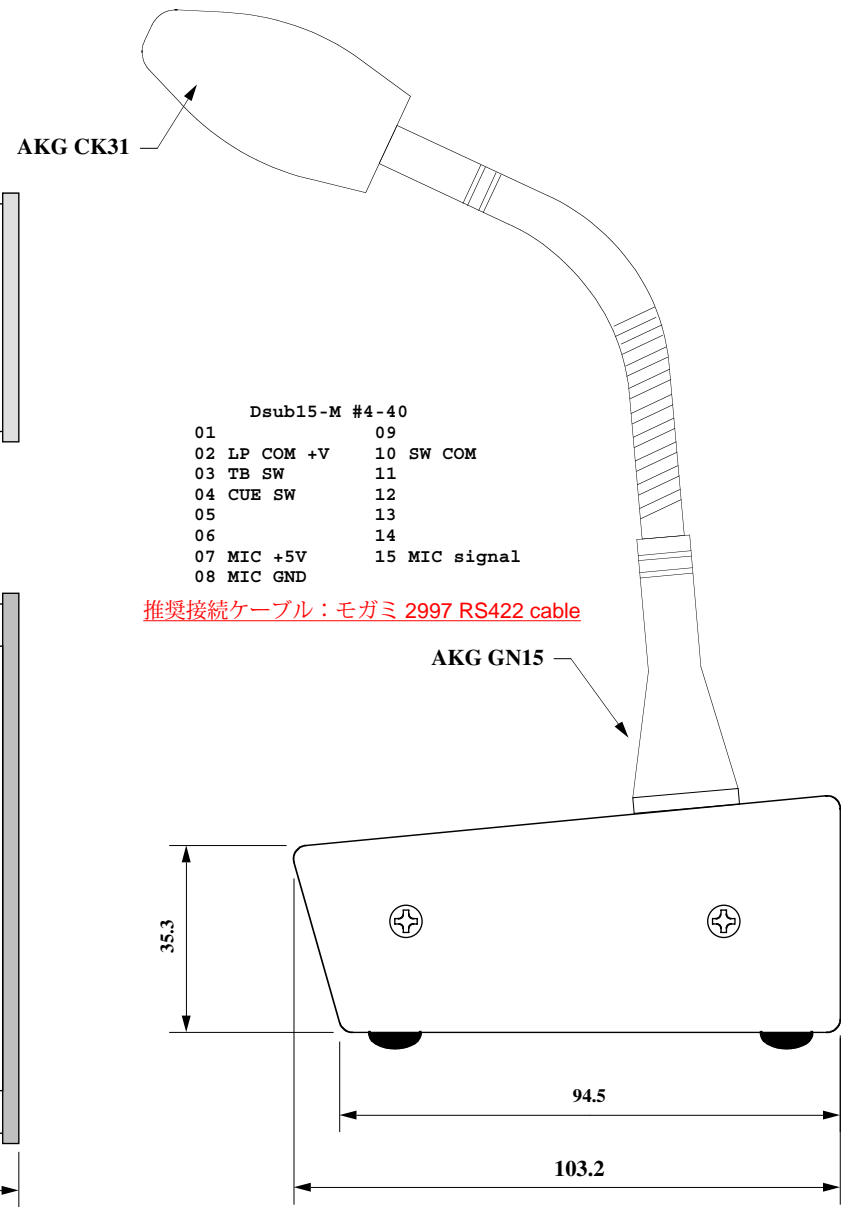 AKG CK31
Dsub15-M #4-40
01 09
02 LP COM +V 10 SW COM
03 TB SW 11
04 CUE SW 12
05 13
06 14
07 MIC +5V 15 MIC signal
08 MIC GND
推奨接続ケーブル：モガミ 2997 RS422 cable
AKG GN15
35.3
94.5
103.2